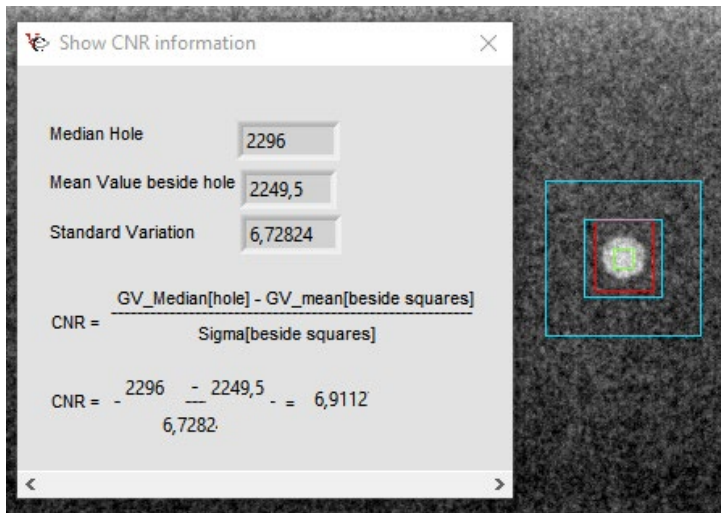 Show CNR information
Median Hole 2296
Mean Value beside hole 2249,5
Standard Variation 6,72824
GV_Median[hole] - GV_mean[beside squares]
CNR =
Sigma[beside squares]
2296 - 2249,5
CNR = - - = 6,9112
6,7282